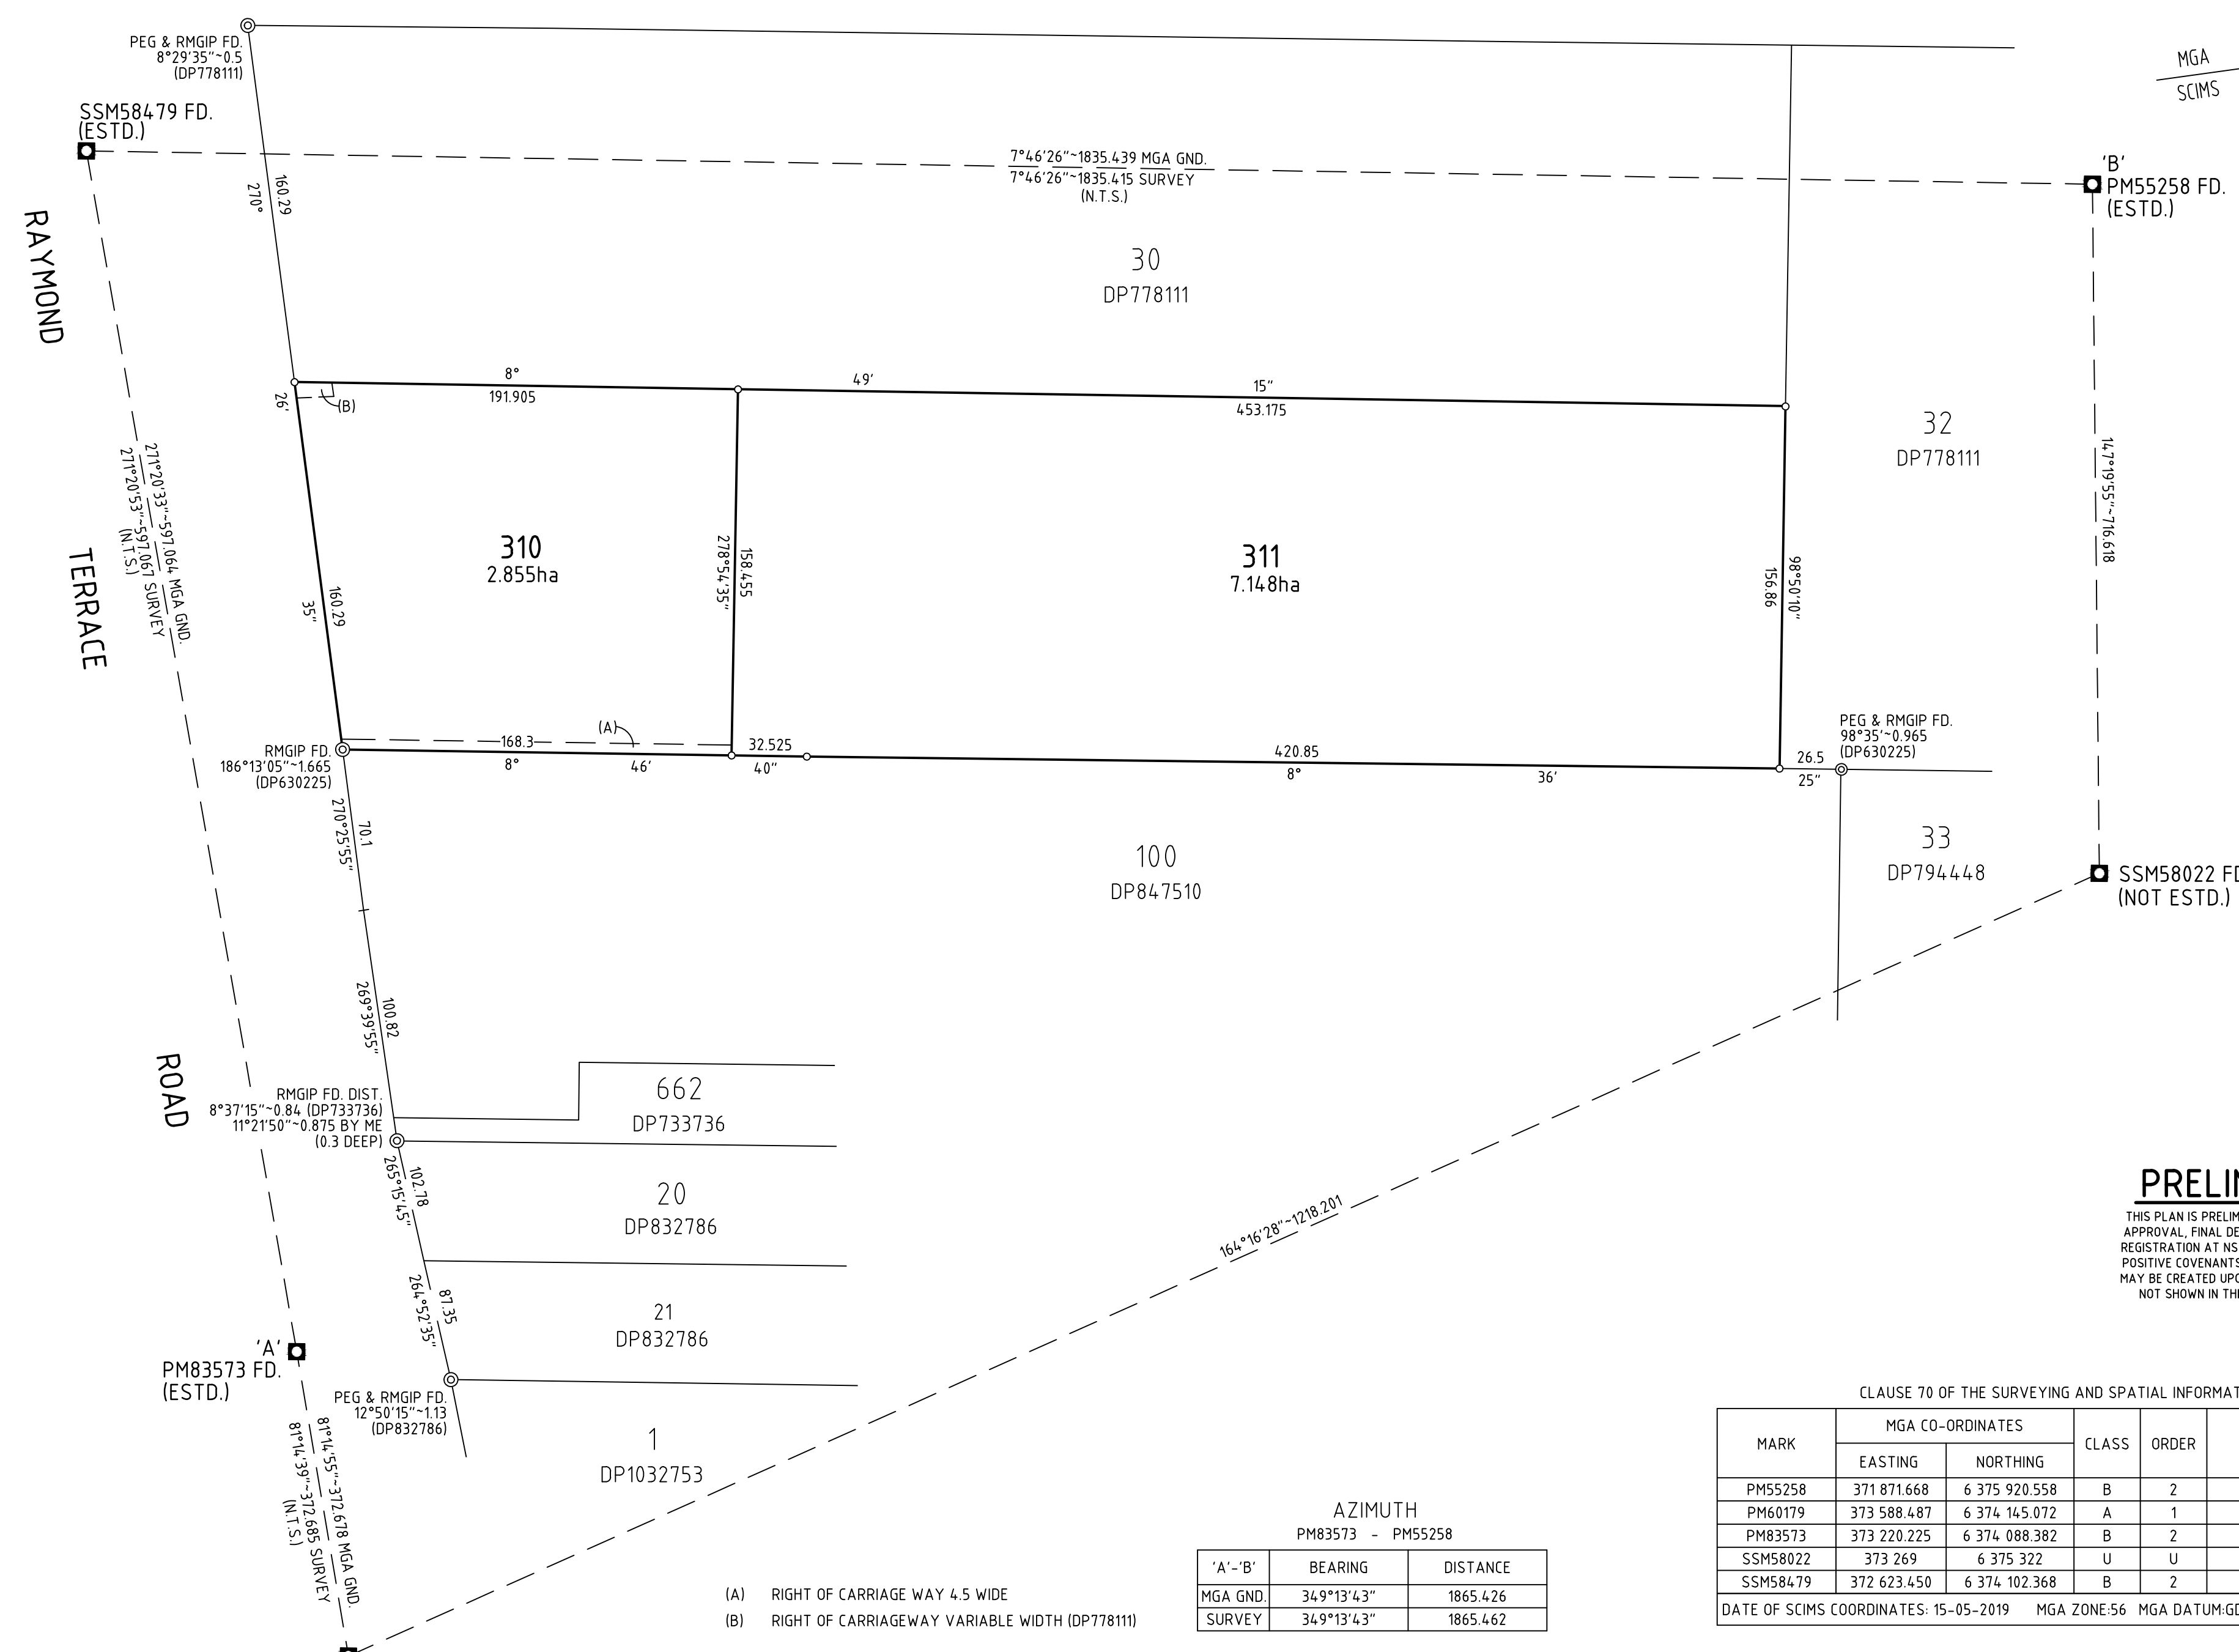 PEG & RMGIP FD.
8°29'35"~0.5
(DP778111)
MGA
SCIMS
SSM58479 FD.
(ESTD.)
7°46'26"~1835.439 MGA GND.
7°46'26"~1835.415 SURVEY
(N.T.S.)
'B'
PM55258 FD.
(ESTD.)
160.29
270°
RAYMOND
30
DP778111
8°
49'
15"
191.905
453.175
26'
(B)
32
DP778111
147°19'55"~716.618
271°20'33"~597.064 MGA GND.
271°20'53"~597.067 SURVEY
(N.T.S.)
TERRACE
310
2.855ha
278°54'35"
158.455
311
7.148ha
156.86
98°50'10"
160.29
35"
(A)
168.3
32.525
420.85
26.5
8°
46'
40"
8°
36'
25"
PEG & RMGIP FD.
98°35'~0.965
(DP630225)
RMGIP FD.
186°13'05"~1.665
(DP630225)
70.1
270°25'55"
100
DP847510
33
DP794448
SSM58022 FD
(NOT ESTD.)
100.82
269°39'55"
ROAD
662
DP733736
RMGIP FD. DIST.
8°37'15"~0.84 (DP733736)
11°21'50"~0.875 BY ME
(0.3 DEEP)
102.78
265°15'45"
20
DP832786
164°16'28"~1218.201
PRELI
THIS PLAN IS PRELIM
APPROVAL, FINAL DE
REGISTRATION AT NS
POSITIVE COVENANTS
MAY BE CREATED UPO
NOT SHOWN IN TH
87.35
264°52'35"
21
DP832786
'A'
PM83573 FD.
(ESTD.)
PEG & RMGIP FD.
12°50'15"~1.13
(DP832786)
81°14'55"~372.678 MGA GND.
81°14'39"~372.685 SURVEY
(N.T.S.)
1
DP1032753
(A) RIGHT OF CARRIAGE WAY 4.5 WIDE
(B) RIGHT OF CARRIAGEWAY VARIABLE WIDTH (DP778111)
AZIMUTH
PM83573 - PM55258
'A'-'B' BEARING DISTANCE
MGA GND. 349°13'43" 1865.426
SURVEY 349°13'43" 1865.462
CLAUSE 70 OF THE SURVEYING AND SPATIAL INFORMAT
MARK MGA CO-ORDINATES CLASS ORDER
EASTING NORTHING
PM55258 371 871.668 6 375 920.558 B 2
PM60179 373 588.487 6 374 145.072 A 1
PM83573 373 220.225 6 374 088.382 B 2
SSM58022 373 269 6 375 322 U U
SSM58479 372 623.450 6 374 102.368 B 2
DATE OF SCIMS COORDINATES: 15-05-2019 MGA ZONE:56 MGA DATUM:GD